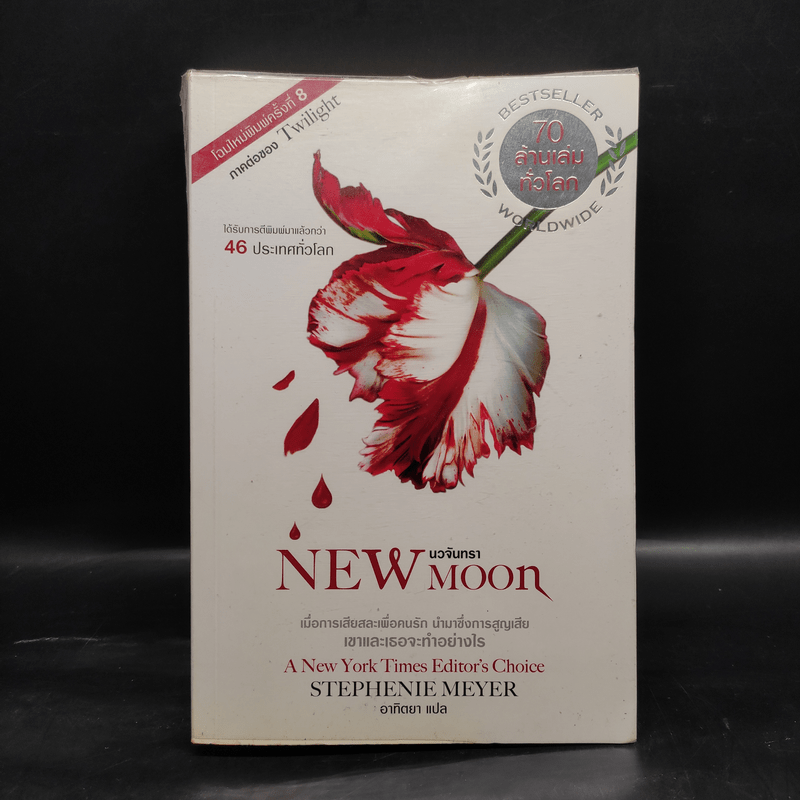 โฉมใหม่พิมพ์ครั้งที่ 8
ภาคต่อของ Twilight
BESTSELLER
70
ล้านเล่ม
ทั่วโลก
WORLDWIDE
ได้รับการตีพิมพ์มาแล้วกว่า
46 ประเทศทั่วโลก
นวจันทรา
NEW MOON
เมื่อการเสียสละเพื่อคนรัก นำมาซึ่งการสูญเสีย
เขาและเธอจะทำอย่างไร
A New York Times Editor's Choice
STEPHENIE MEYER
อาทิตยา แปล